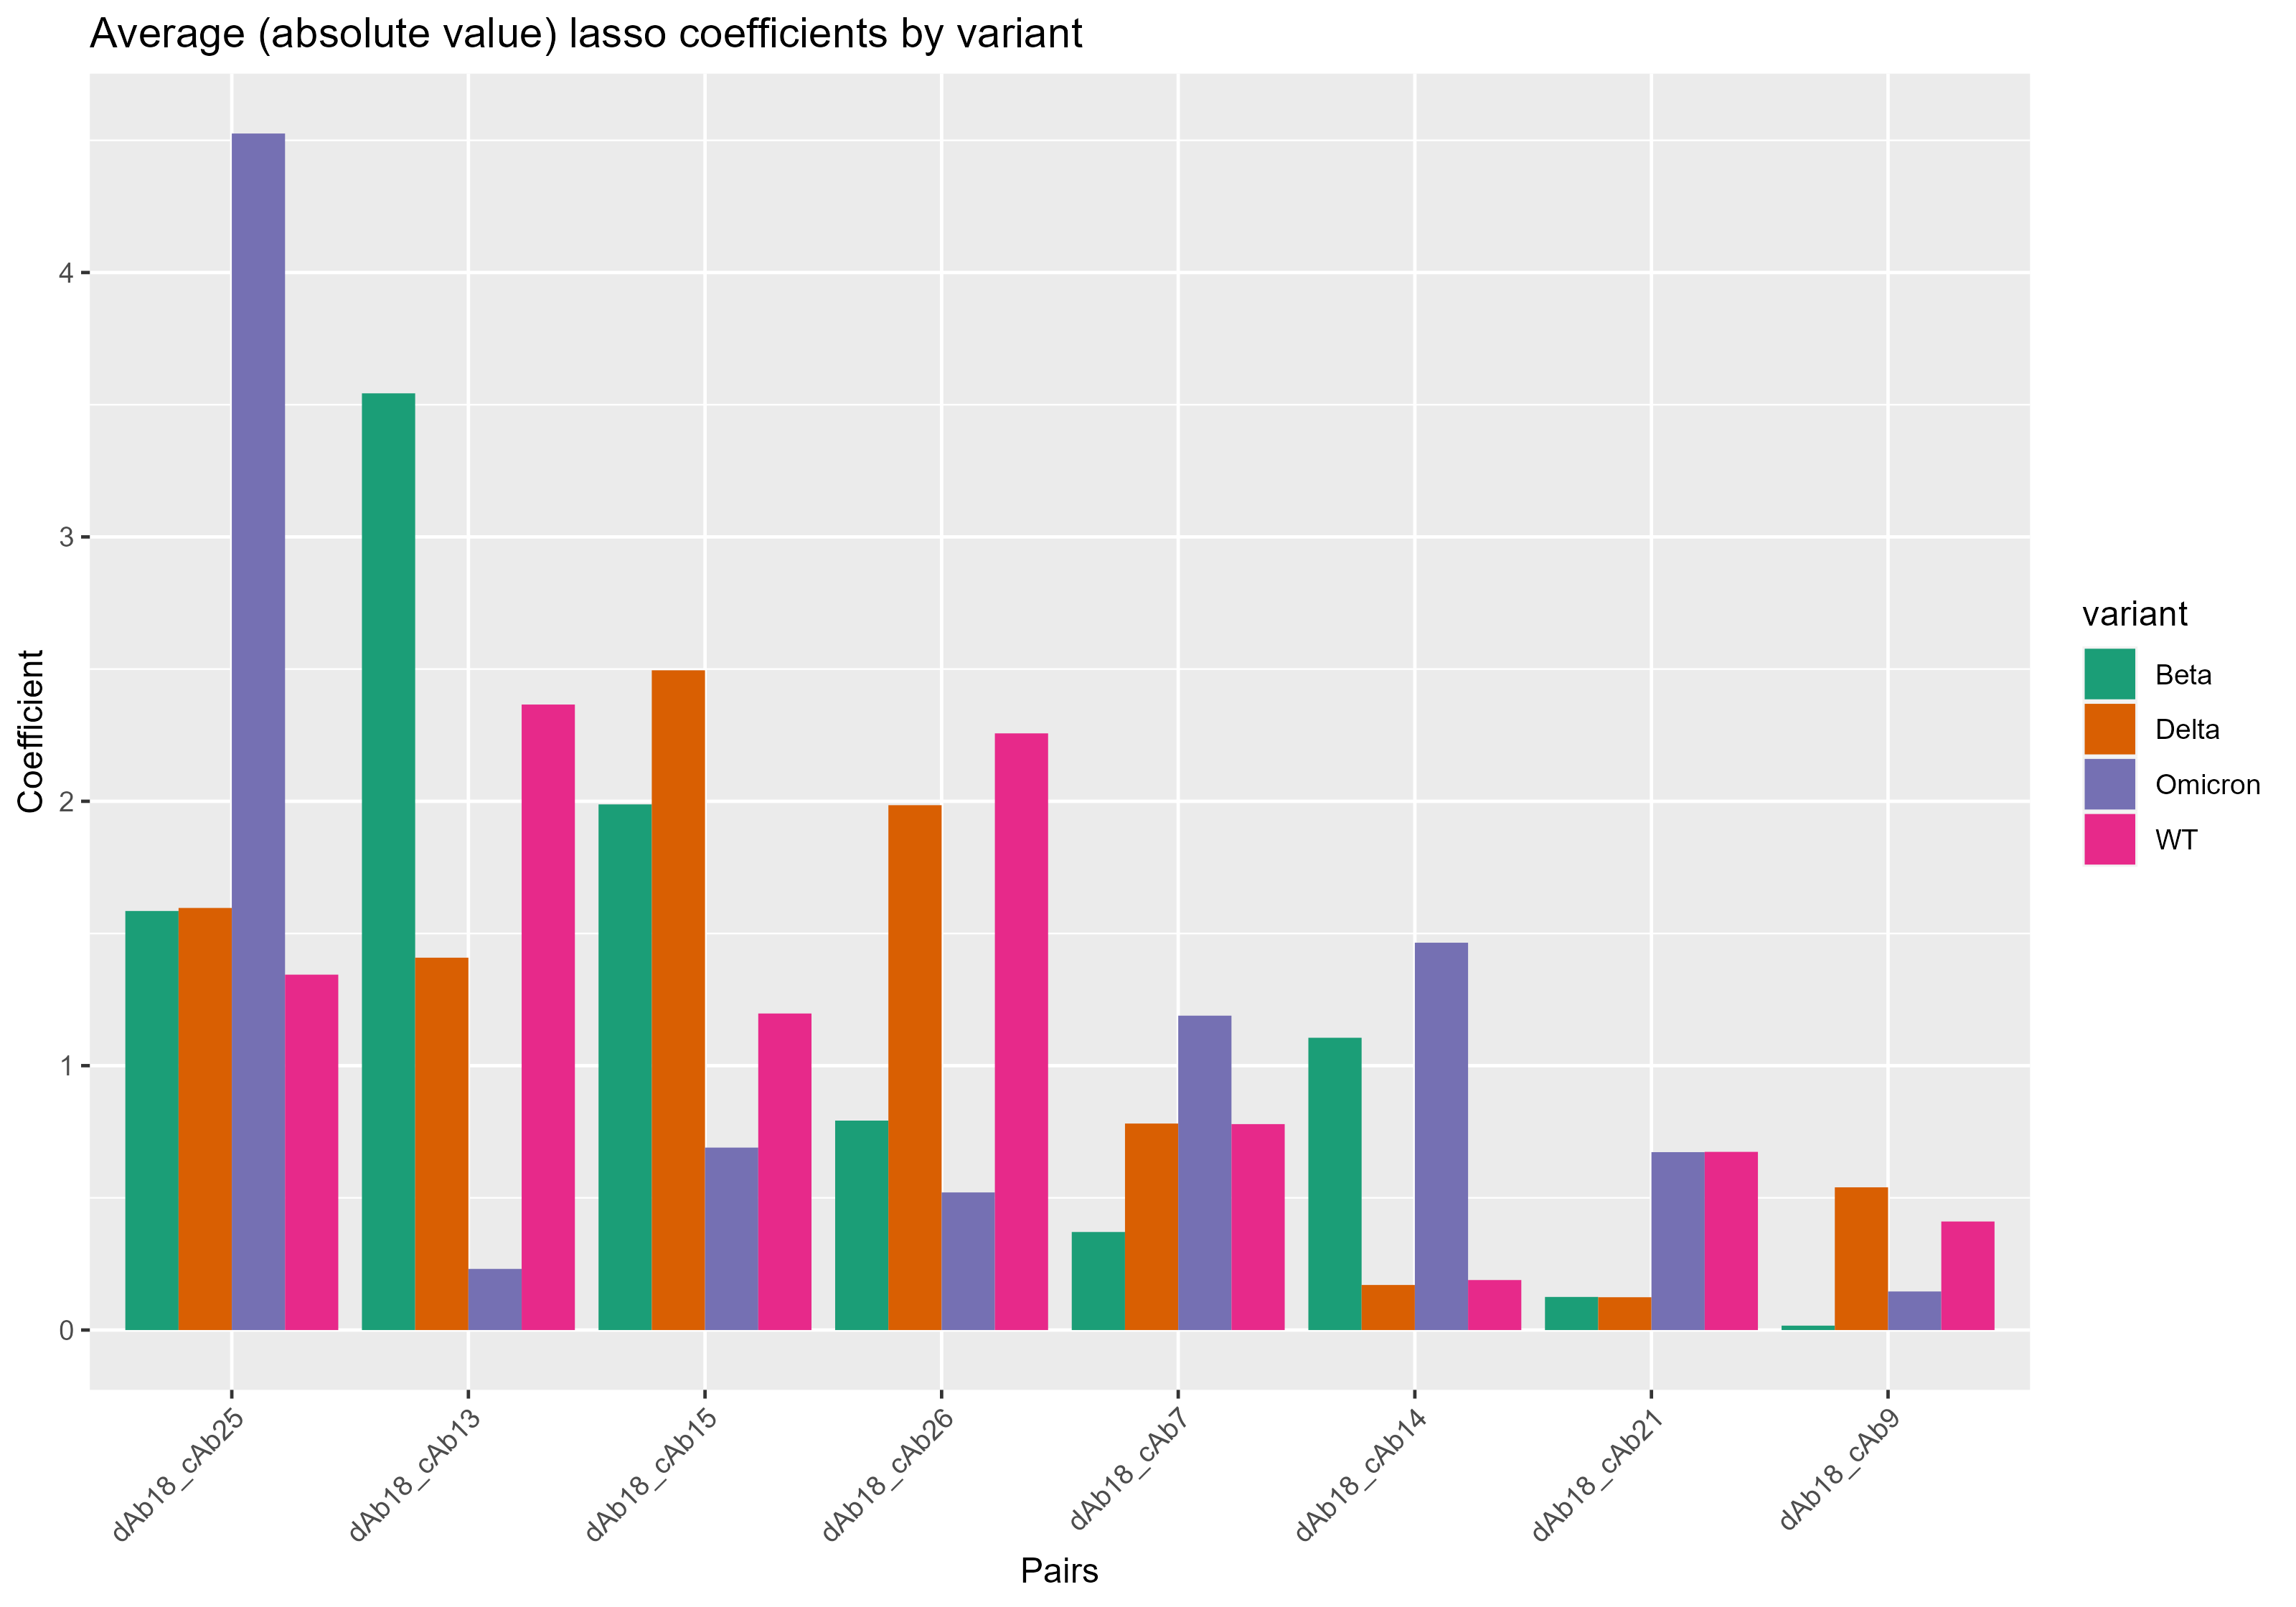 Average (absolute value) lasso coefficients by variant
Coefficient
4
3
2
1
0
dAb18_cAb25
dAb18_cAb13
dAb18_cAb15
dAb18_cAb26
dAb18_cAb7
dAb18_cAb14
dAb18_cAb21
dAb18_cAb9
Pairs
variant
Beta
Delta
Omicron
WT